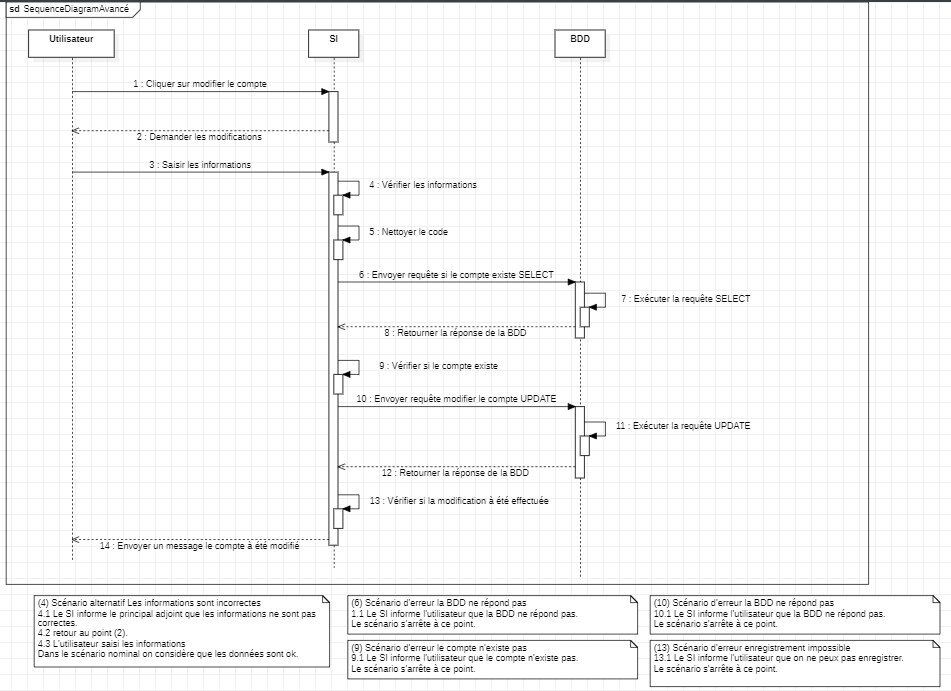 sd SequenceDiagramAvancé
Utilisateur
SI
BDD
1 : Cliquer sur modifier le compte
2 : Demander les modifications
3 : Saisir les informations
4 : Vérifier les informations
5 : Nettoyer le code
6 : Envoyer requête si le compte existe SELECT
7 : Exécuter la requête SELECT
8 : Retourner la réponse de la BDD
9 : Vérifier si le compte existe
10 : Envoyer requête modifier le compte UPDATE
11 : Exécuter la requête UPDATE
12 : Retourner la réponse de la BDD
13 : Vérifier si la modification à été effectuée
14 : Envoyer un message le compte à été modifié
(4) Scénario alternatif Les informations sont incorrectes
4.1 Le SI informe le principal adjoint que les informations ne sont pas
correctes.
4.2 retour au point (2).
4.3 L'utilisateur saisi les informations
Dans le scénario nominal on considère que les données sont ok.
(6) Scénario d'erreur la BDD ne répond pas
1.1 Le SI informe l'utilisateur que la BDD ne répond pas.
Le scénario s'arrête à ce point.
(9) Scénario d'erreur le compte n'existe pas
9.1 Le SI informe l'utilisateur que le compte n'existe pas.
Le scénario s'arrête à ce point.
(10) Scénario d'erreur la BDD ne répond pas
10.1 Le SI informe l'utilisateur que la BDD ne répond pas.
Le scénario s'arrête à ce point.
(13) Scénario d'erreur enregistrement impossible
13.1 Le SI informe l'utilisateur que on ne peux pas enregistrer.
Le scénario s'arrête à ce point.